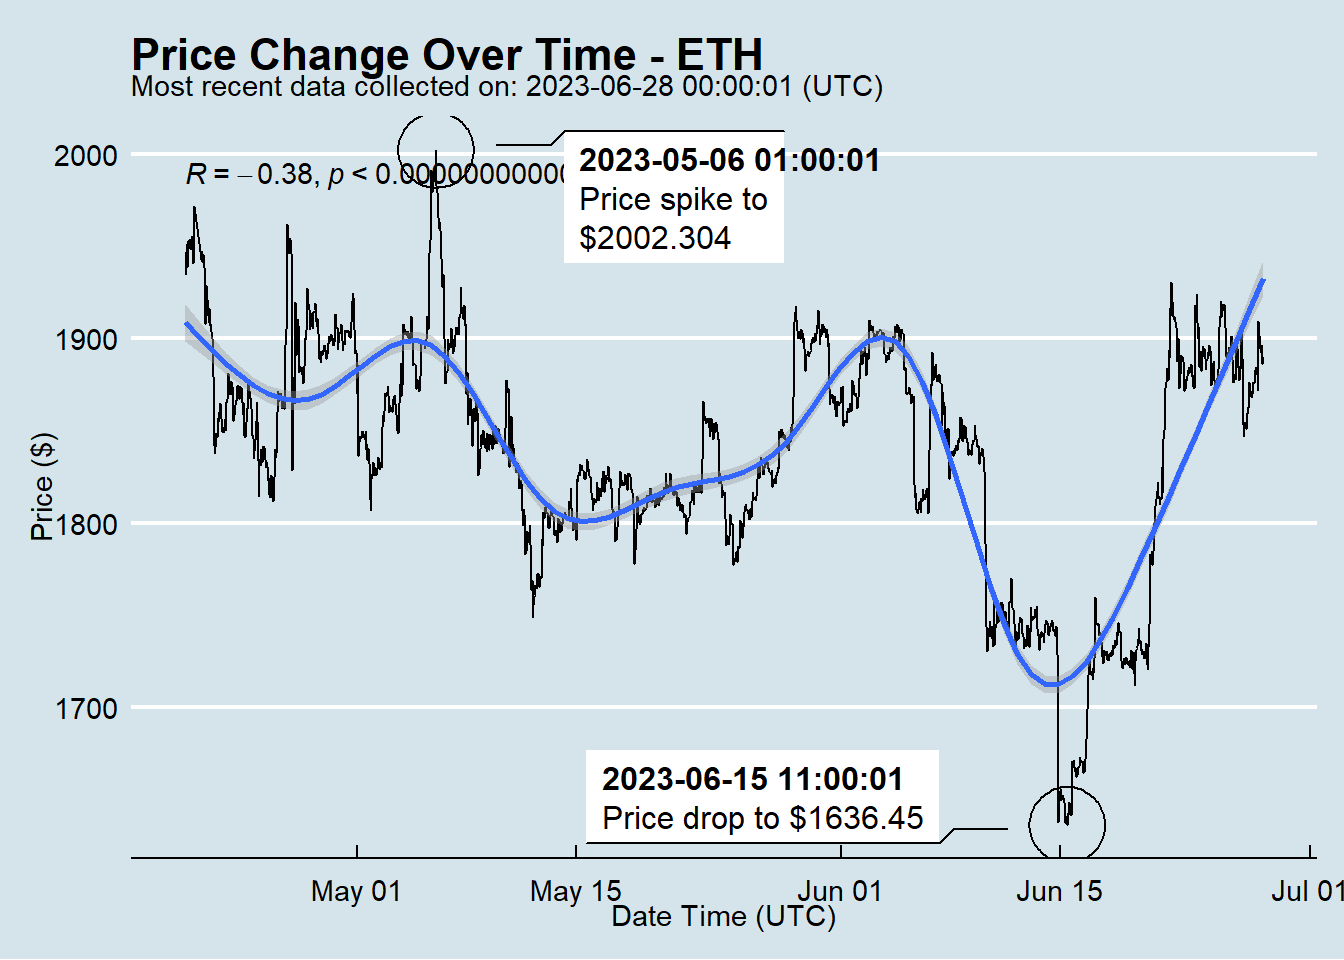 Price Change Over Time - ETH
Most recent data collected on: 2023-06-28 00:00:01 (UTC)
R = −0.38, p < 0.00000000000
2023-05-06 01:00:01
Price spike to
$2002.304
2000
1900
1800
1700
Price ($)
2023-06-15 11:00:01
Price drop to $1636.45
May 01
May 15
Jun 01
Jun 15
Jul 01
Date Time (UTC)